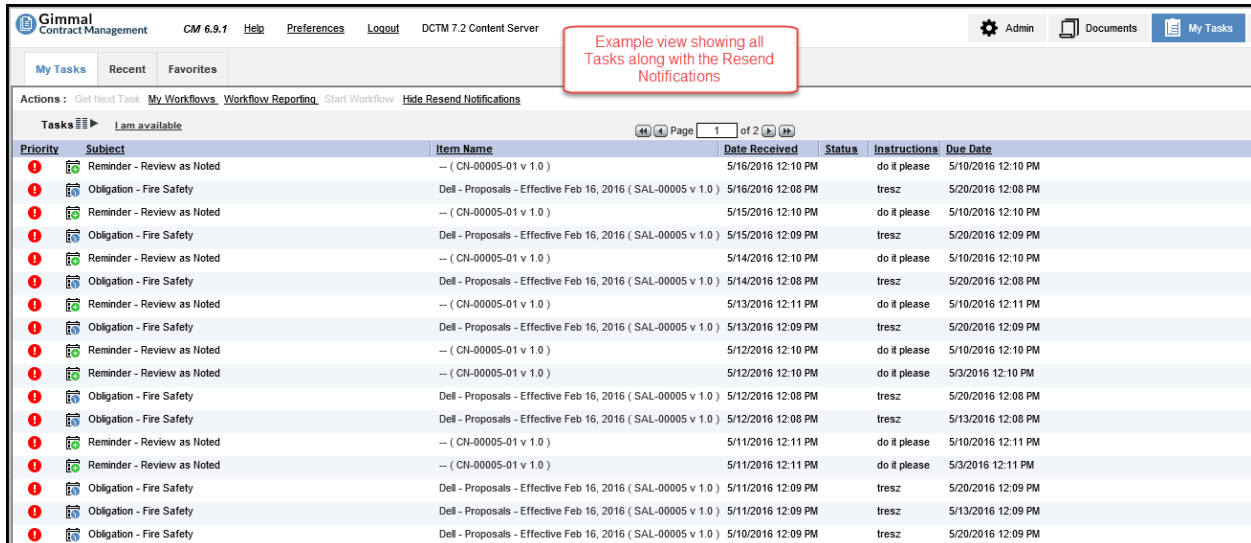 Gimmal
Contract Management CM 6.9.1 Help Preferences Logout DCTM 7.2 Content Server Admin Documents My Tasks
Example view showing all
Tasks along with the Resend
Notifications
My Tasks Recent Favorites
Actions : Get Next Task My Workflows Workflow Reporting Start Workflow Hide Resend Notifications
Tasks I am available Page 1 of 2
Priority Subject Item Name Date Received Status Instructions Due Date
Reminder - Review as Noted -- ( CN-00005-01 v 1.0 ) 5/16/2016 12:10 PM do it please 5/10/2016 12:10 PM
Obligation - Fire Safety Dell - Proposals - Effective Feb 16, 2016 ( SAL-00005 v 1.0 ) 5/16/2016 12:08 PM tresz 5/20/2016 12:08 PM
Reminder - Review as Noted -- ( CN-00005-01 v 1.0 ) 5/15/2016 12:10 PM do it please 5/10/2016 12:10 PM
Obligation - Fire Safety Dell - Proposals - Effective Feb 16, 2016 ( SAL-00005 v 1.0 ) 5/15/2016 12:09 PM tresz 5/20/2016 12:09 PM
Reminder - Review as Noted -- ( CN-00005-01 v 1.0 ) 5/14/2016 12:10 PM do it please 5/10/2016 12:10 PM
Obligation - Fire Safety Dell - Proposals - Effective Feb 16, 2016 ( SAL-00005 v 1.0 ) 5/14/2016 12:08 PM tresz 5/20/2016 12:08 PM
Reminder - Review as Noted -- ( CN-00005-01 v 1.0 ) 5/13/2016 12:11 PM do it please 5/10/2016 12:11 PM
Obligation - Fire Safety Dell - Proposals - Effective Feb 16, 2016 ( SAL-00005 v 1.0 ) 5/13/2016 12:09 PM tresz 5/20/2016 12:09 PM
Reminder - Review as Noted -- ( CN-00005-01 v 1.0 ) 5/12/2016 12:10 PM do it please 5/10/2016 12:10 PM
Reminder - Review as Noted -- ( CN-00005-01 v 1.0 ) 5/12/2016 12:10 PM do it please 5/3/2016 12:10 PM
Obligation - Fire Safety Dell - Proposals - Effective Feb 16, 2016 ( SAL-00005 v 1.0 ) 5/12/2016 12:08 PM tresz 5/20/2016 12:08 PM
Obligation - Fire Safety Dell - Proposals - Effective Feb 16, 2016 ( SAL-00005 v 1.0 ) 5/12/2016 12:08 PM tresz 5/13/2016 12:08 PM
Reminder - Review as Noted -- ( CN-00005-01 v 1.0 ) 5/11/2016 12:11 PM do it please 5/10/2016 12:11 PM
Reminder - Review as Noted -- ( CN-00005-01 v 1.0 ) 5/11/2016 12:11 PM do it please 5/3/2016 12:11 PM
Obligation - Fire Safety Dell - Proposals - Effective Feb 16, 2016 ( SAL-00005 v 1.0 ) 5/11/2016 12:09 PM tresz 5/20/2016 12:09 PM
Obligation - Fire Safety Dell - Proposals - Effective Feb 16, 2016 ( SAL-00005 v 1.0 ) 5/11/2016 12:09 PM tresz 5/13/2016 12:09 PM
Obligation - Fire Safety Dell - Proposals - Effective Feb 16, 2016 ( SAL-00005 v 1.0 ) 5/10/2016 12:09 PM tresz 5/20/2016 12:09 PM